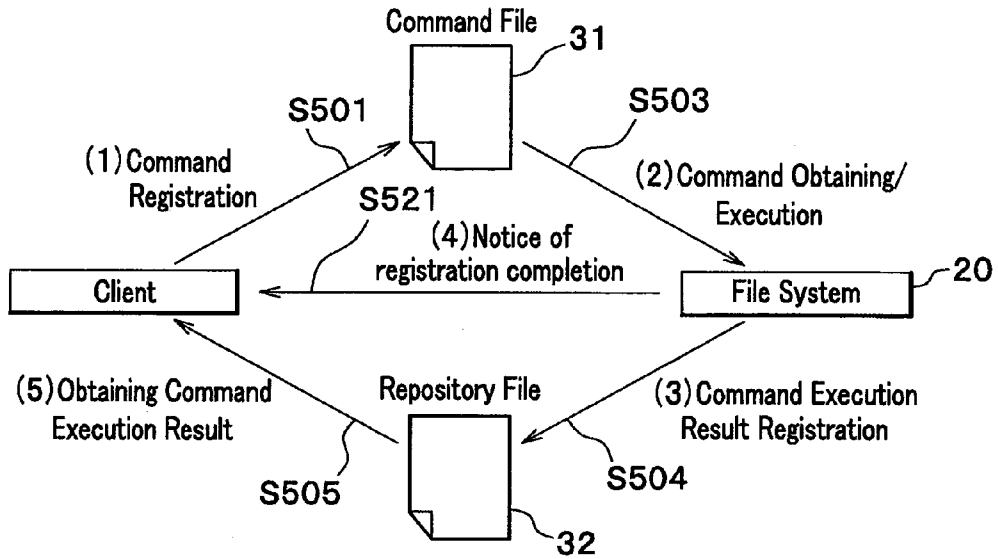 Command File
31
S501
S503
(1)Command
Registration
(2)Command Obtaining/
Execution
S521
(4)Notice of
registration completion
Client
File System
20
(5)Obtaining Command
Execution Result
Repository File
(3)Command Execution
Result Registration
S505
S504
32